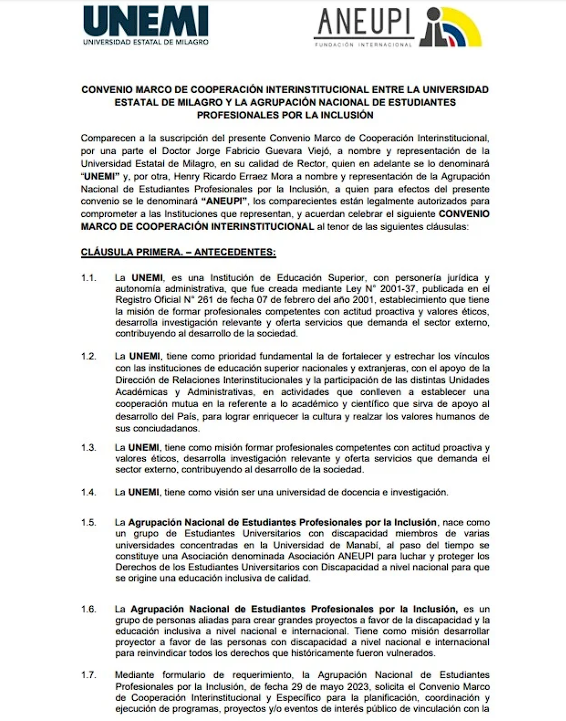 UNEMI
UNIVERSIDAD ESTATAL DE MILAGRO
ANEUPI
FUNDACIÓN INTERNACIONAL
CONVENIO MARCO DE COOPERACIÓN INTERINSTITUCIONAL ENTRE LA UNIVERSIDAD
ESTATAL DE MILAGRO Y LA AGRUPACIÓN NACIONAL DE ESTUDIANTES
PROFESIONALES POR LA INCLUSIÓN
Comparecen a la suscripción del presente Convenio Marco de Cooperación Interinstitucional,
por una parte el Doctor Jorge Fabricio Guevara Viejó, a nombre y representación de la
Universidad Estatal de Milagro, en su calidad de Rector, quien en adelante se lo denominará
“UNEMI” y, por otra, Henry Ricardo Erraez Mora a nombre y representación de la Agrupación
Nacional de Estudiantes Profesionales por la Inclusión, a quien para efectos del presente
convenio se le denominará “ANEUPI”, los comparecientes están legalmente autorizados para
comprometer a las Instituciones que representan, y acuerdan celebrar el siguiente CONVENIO
MARCO DE COOPERACIÓN INTERINSTITUCIONAL al tenor de las siguientes cláusulas:
CLÁUSULA PRIMERA. – ANTECEDENTES:
1.1. La UNEMI, es una Institución de Educación Superior, con personería jurídica y
autonomía administrativa, que fue creada mediante Ley N° 2001-37, publicada en el
Registro Oficial N° 261 de fecha 07 de febrero del año 2001, establecimiento que tiene
la misión de formar profesionales competentes con actitud proactiva y valores éticos,
desarrolla investigación relevante y oferta servicios que demanda el sector externo,
contribuyendo al desarrollo de la sociedad.
1.2. La UNEMI, tiene como prioridad fundamental la de fortalecer y estrechar los vínculos
con las instituciones de educación superior nacionales y extranjeras, con el apoyo de la
Dirección de Relaciones Interinstitucionales y la participación de las distintas Unidades
Académicas y Administrativas, en actividades que conlleven a establecer una
cooperación mutua en la referente a lo académico y científico que sirva de apoyo al
desarrollo del País, para lograr enriquecer la cultura y realzar los valores humanos de
sus conciudadanos.
1.3. La UNEMI, tiene como misión formar profesionales competentes con actitud proactiva y
valores éticos, desarrolla investigación relevante y oferta servicios que demanda el
sector externo, contribuyendo al desarrollo de la sociedad.
1.4. La UNEMI, tiene como visión ser una universidad de docencia e investigación.
1.5. La Agrupación Nacional de Estudiantes Profesionales por la Inclusión, nace como
un grupo de Estudiantes Universitarios con discapacidad miembros de varias
universidades concentradas en la Universidad de Manabí, al paso del tiempo se
constituye una Asociación denominada Asociación ANEUPI para luchar y proteger los
Derechos de los Estudiantes Universitarios con Discapacidad a nivel nacional para que
se origine una educación inclusiva de calidad.
1.6. La Agrupación Nacional de Estudiantes Profesionales por la Inclusión, es un
grupo de personas aliadas para crear grandes proyectos a favor de la discapacidad y la
educación inclusiva a nivel nacional e internacional. Tiene como misión desarrollar
proyector a favor de las personas con discapacidad a nivel nacional e internacional
para reivindicar todos los derechos que históricamente fueron vulnerados.
1.7. Mediante formulario de requerimiento, la Agrupación Nacional de Estudiantes
Profesionales por la Inclusión, de fecha 29 de mayo 2023, solicita el Convenio Marco
de Cooperación Interinstitucional y Específico para la planificación, coordinación y
ejecución de programas, proyectos y/o eventos de interés público de vinculación con la